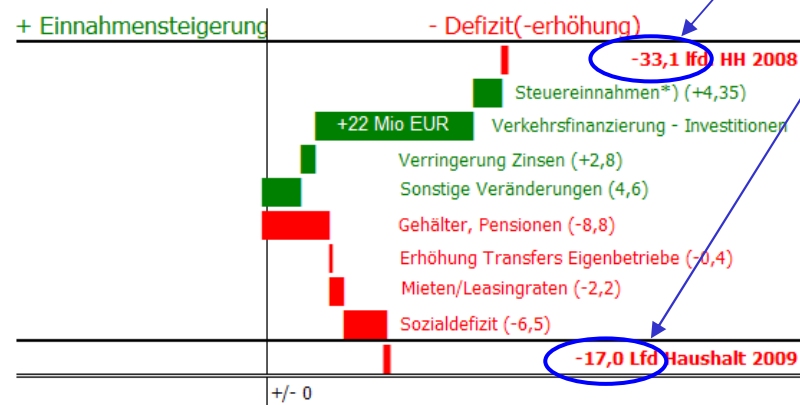 + Einnahmensteigerung - Defizit(-erhöhung)
-33,1 lfd. HH 2008
Steuereinnahmen*) (+4,35)
+22 Mio EUR Verkehrsfinanzierung - Investitionen
Verringerung Zinsen (+2,8)
Sonstige Veränderungen (4,6)
Gehälter, Pensionen (-8,8)
Erhöhung Transfers Eigenbetriebe (-0,4)
Mieten/Leasingraten (-2,2)
Sozialdefizit (-6,5)
-17,0 Lfd Haushalt 2009
+/- 0